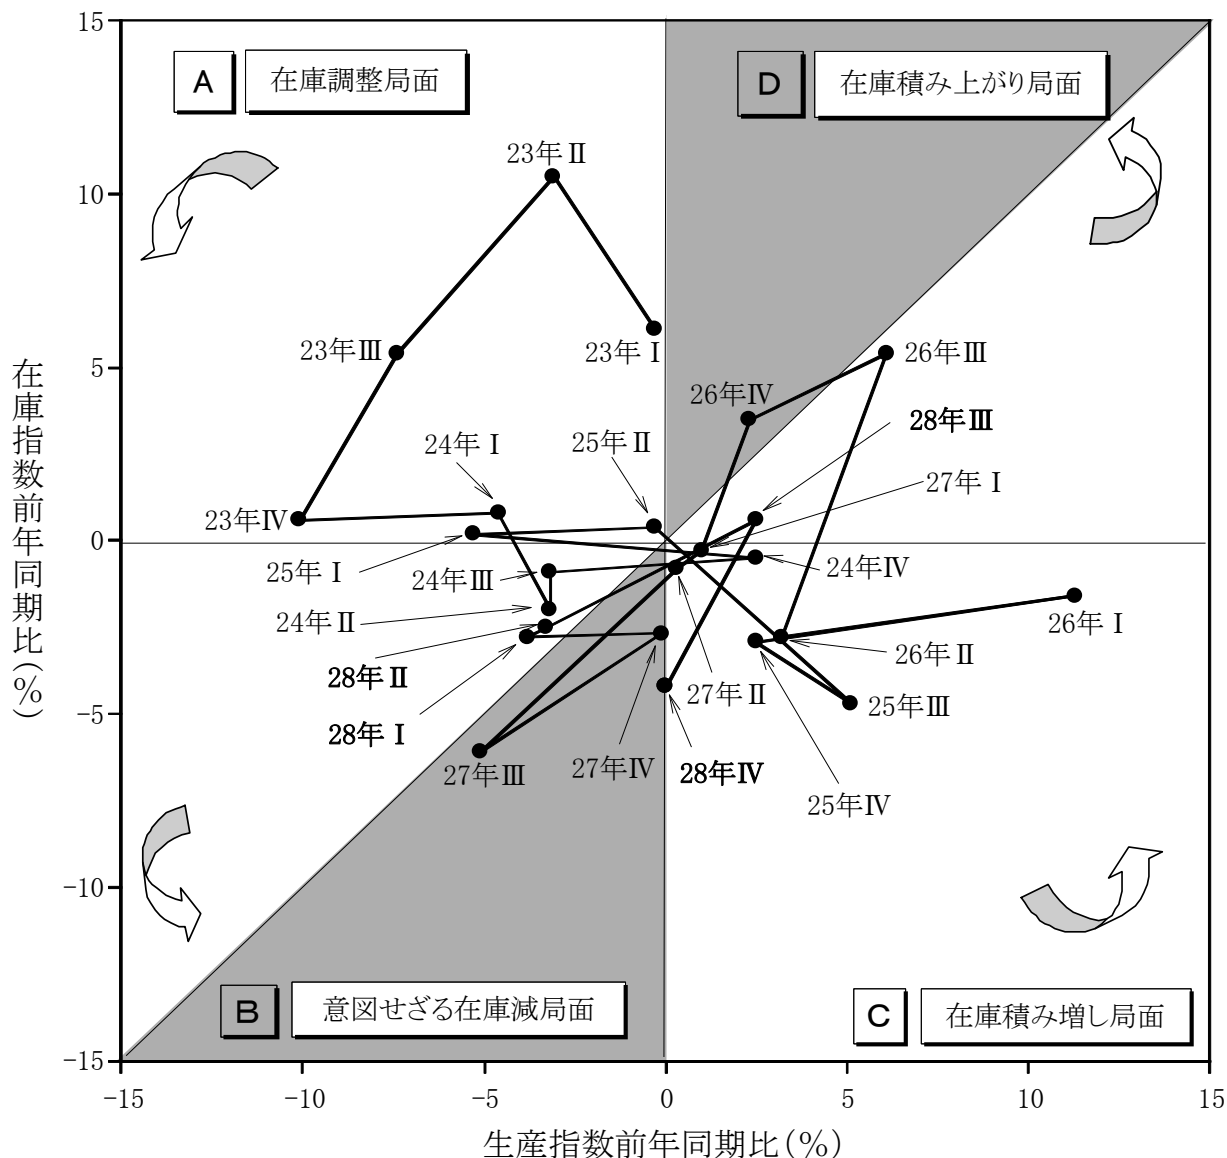 15
A 在庫調整局面
D 在庫積み上がり局面
23年Ⅱ
10
23年Ⅲ
23年Ⅰ
26年Ⅲ
5
26年Ⅳ
28年Ⅲ
24年Ⅰ
25年Ⅱ
27年Ⅰ
23年Ⅳ
0
25年Ⅰ
24年Ⅲ
24年Ⅳ
24年Ⅱ
26年Ⅰ
26年Ⅱ
28年Ⅱ
27年Ⅱ
25年Ⅲ
28年Ⅰ
-5
27年Ⅲ
27年Ⅳ
28年Ⅳ
25年Ⅳ
-10
B 意図せざる在庫減局面
C 在庫積み増し局面
-15
-15 -10 -5 0 5 10 15
在庫指数前年同期比(%)
生産指数前年同期比(%)